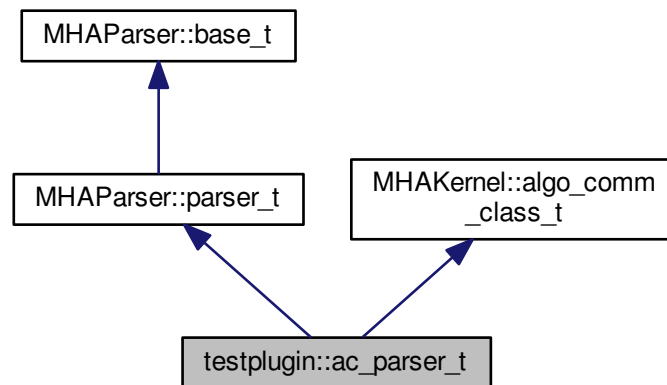 MHAParser::base_t
MHAParser::parser_t
MHAKernel::algo_comm
_class_t
testplugin::ac_parser_t